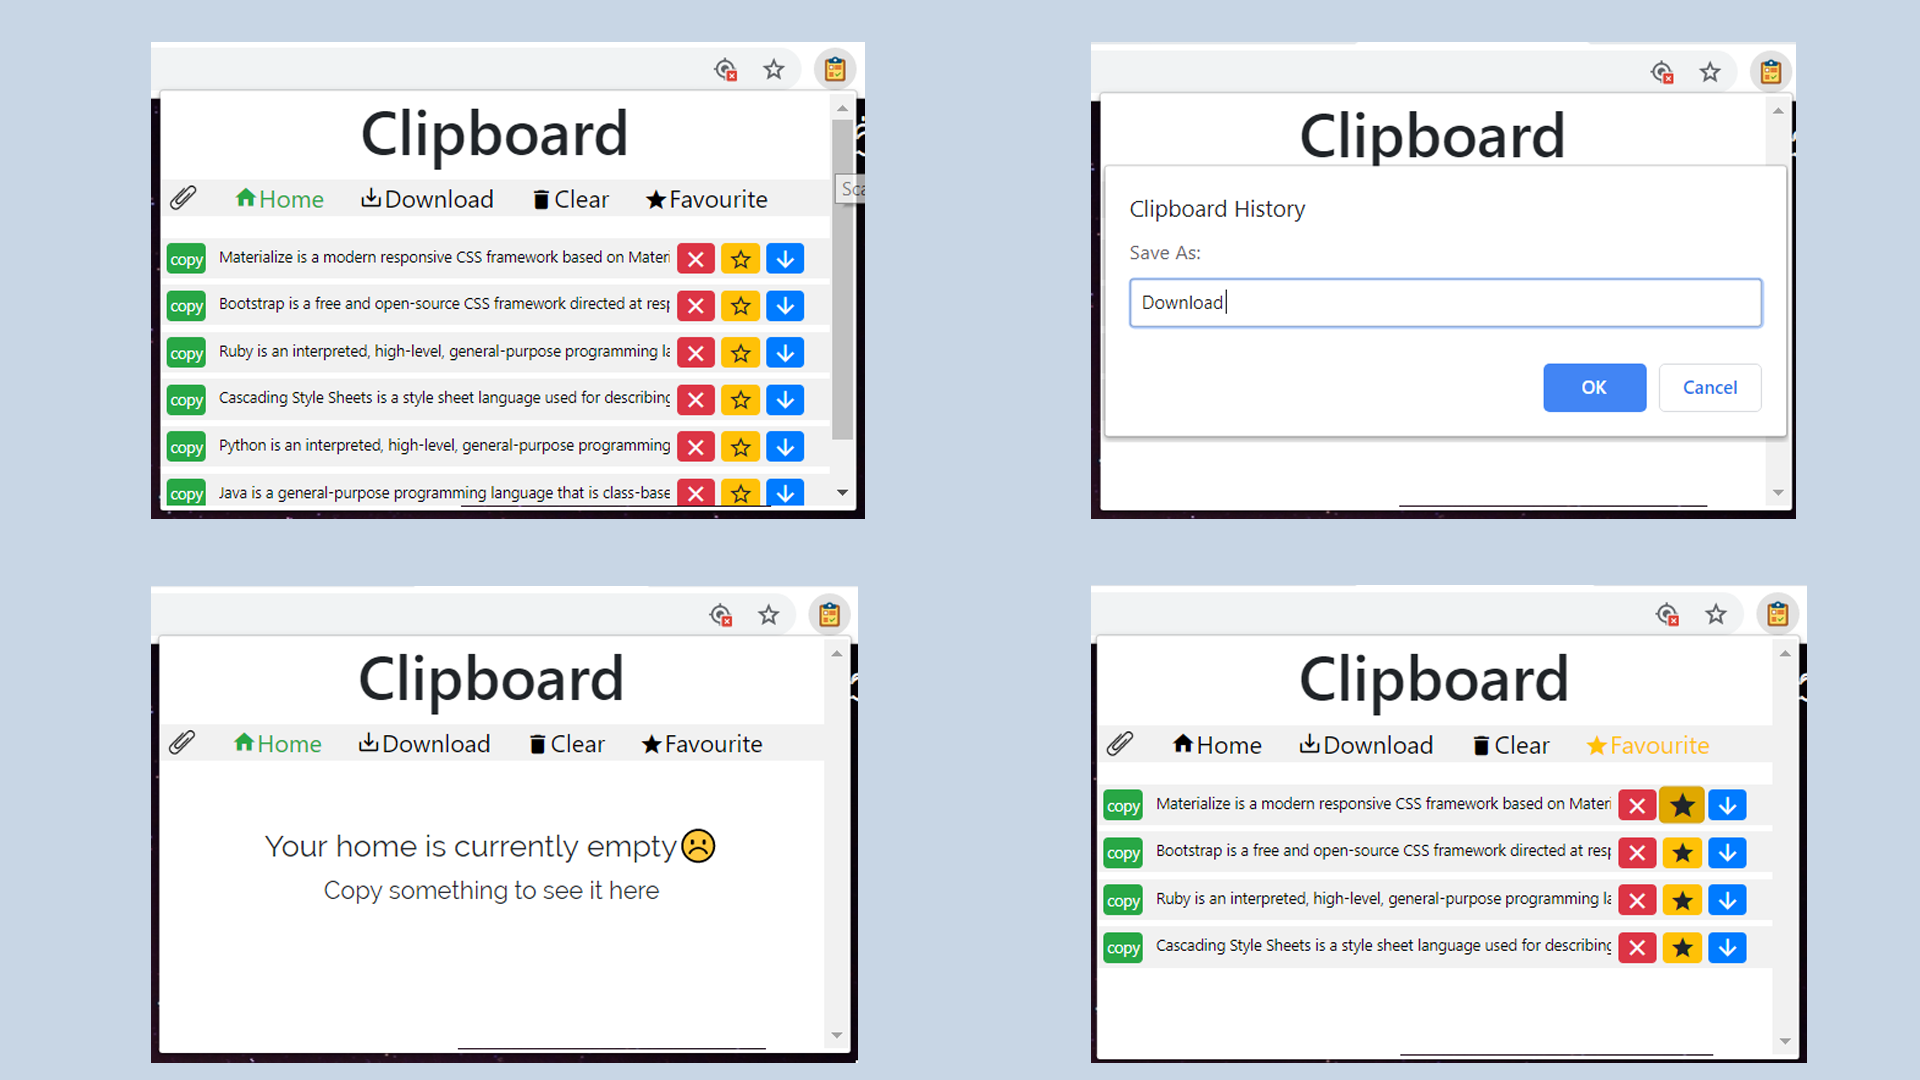 Clipboard
Home Download Clear Favourite
copy Materialize is a modern responsive CSS framework based on Materi
copy Bootstrap is a free and open-source CSS framework directed at resp
copy Ruby is an interpreted, high-level, general-purpose programming la
copy Cascading Style Sheets is a style sheet language used for describing
copy Python is an interpreted, high-level, general-purpose programming
copy Java is a general-purpose programming language that is class-base
Clipboard
Clipboard History
Save As:
Download
OK Cancel
Clipboard
Home Download Clear Favourite
Your home is currently empty
Copy something to see it here
Clipboard
Home Download Clear Favourite
copy Materialize is a modern responsive CSS framework based on Materi
copy Bootstrap is a free and open-source CSS framework directed at resp
copy Ruby is an interpreted, high-level, general-purpose programming la
copy Cascading Style Sheets is a style sheet language used for describing